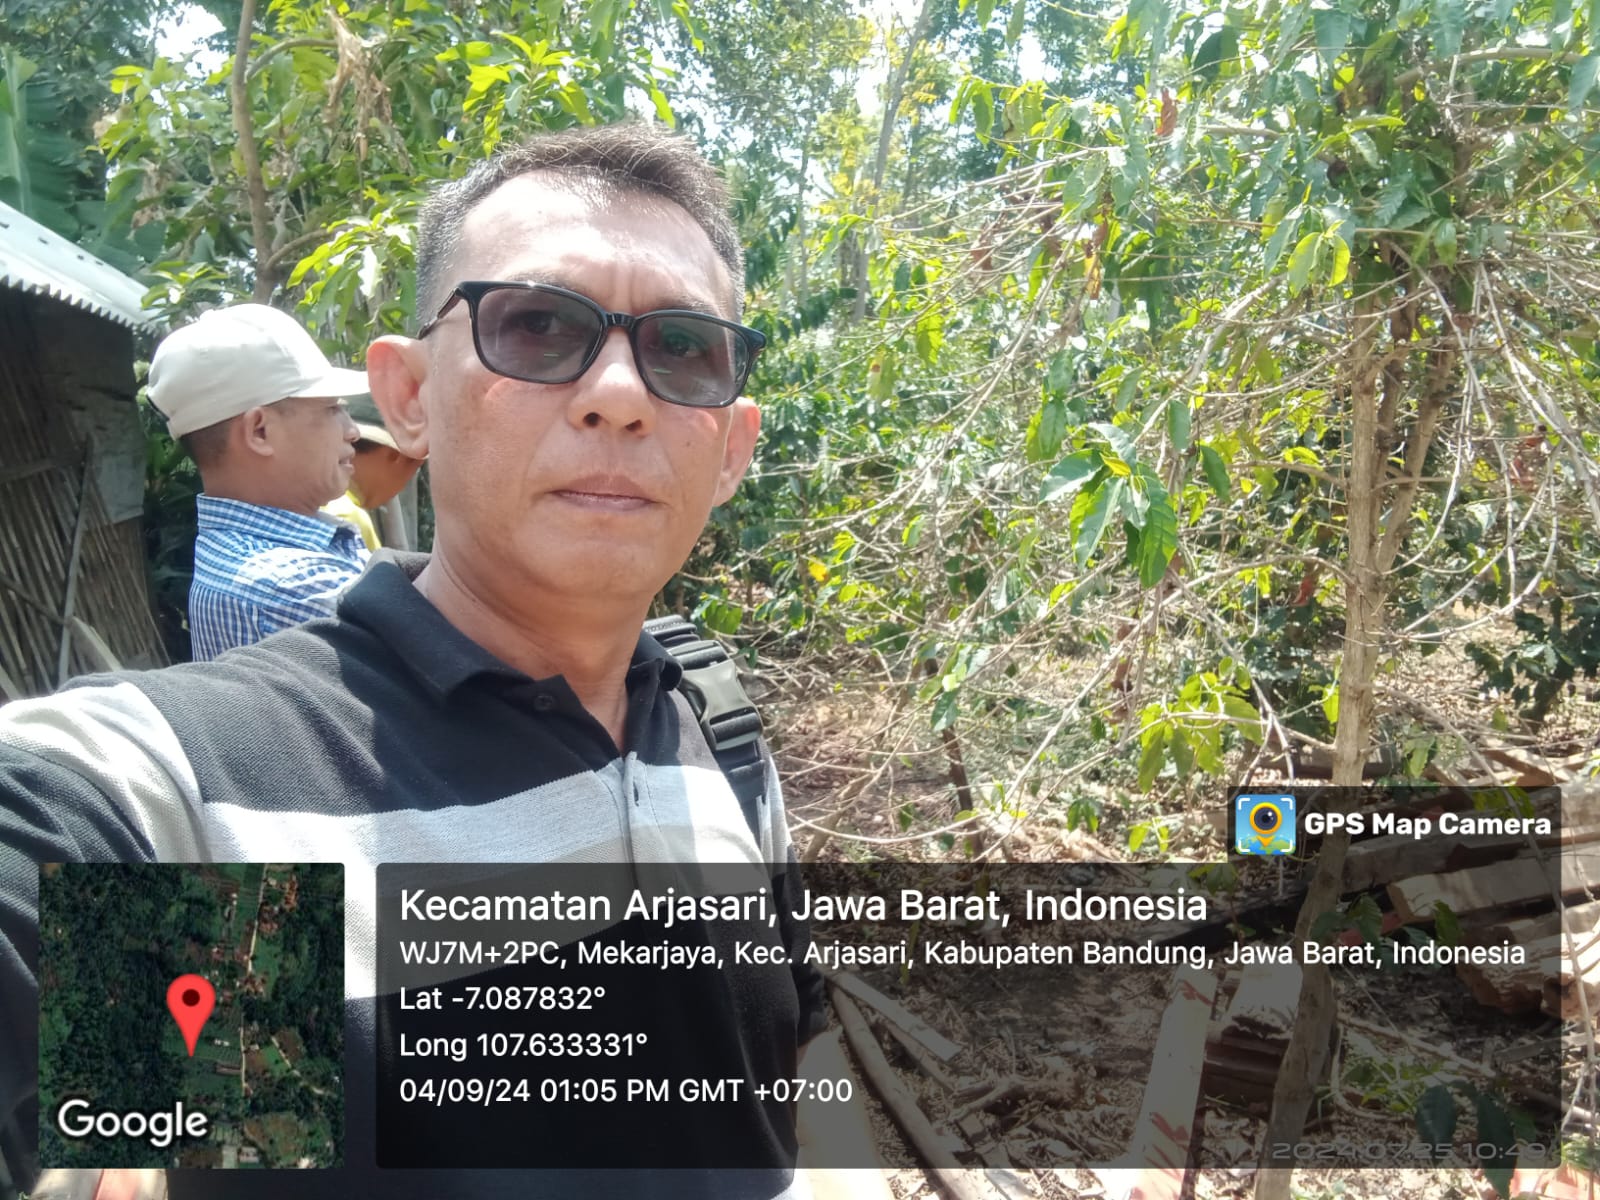 GPS Map Camera
Kecamatan Arjasari, Jawa Barat, Indonesia
WJ7M+2PC, Mekarjaya, Kec. Arjasari, Kabupaten Bandung, Jawa Barat, Indonesia
Lat -7.087832°
Long 107.633331°
04/09/24 01:05 PM GMT +07:00
Google
2024.07.25 10:49